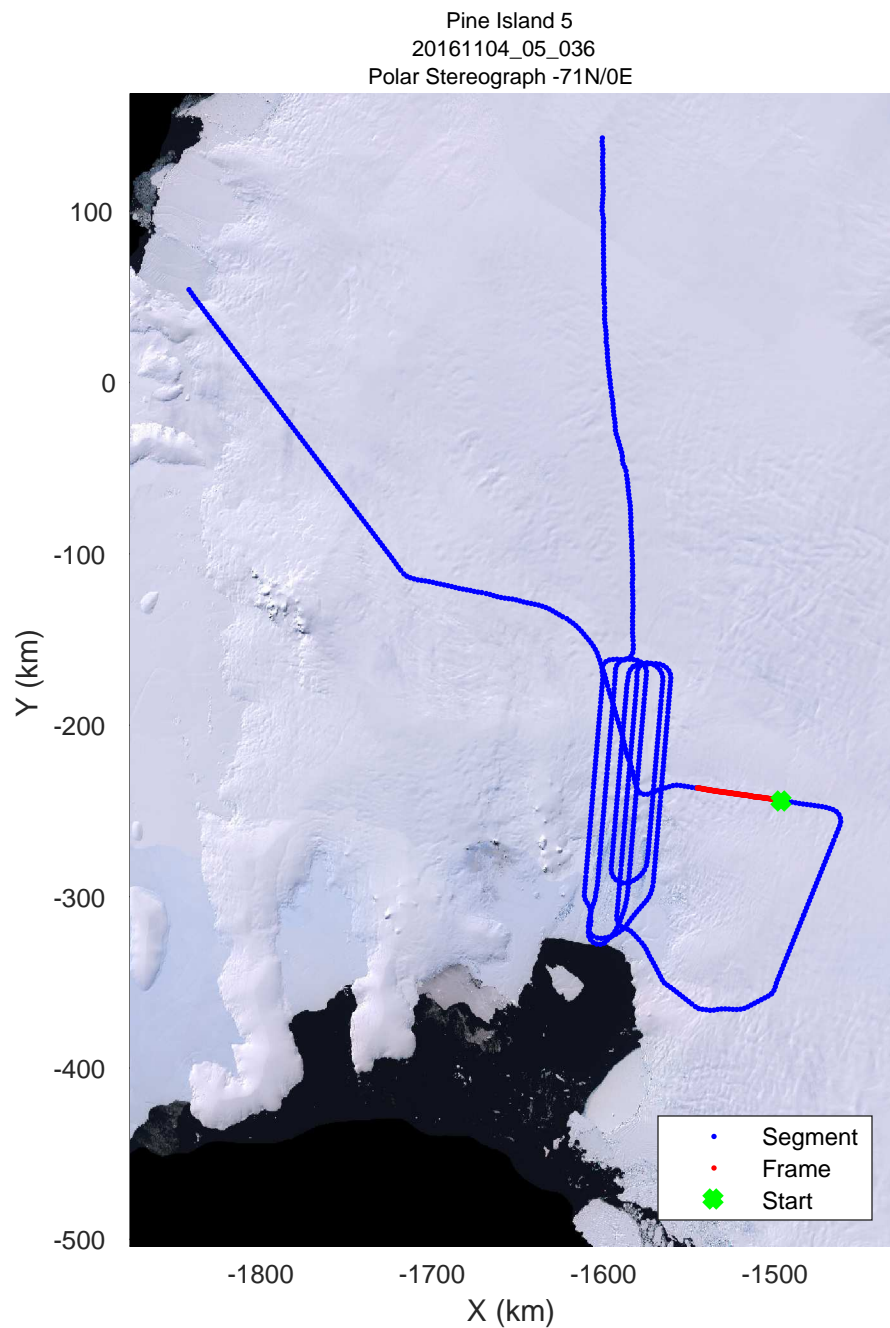 Pine Island 5
20161104_05_036
Polar Stereograph -71N/0E
100
0
-100
-200
-300
-400
-500
Y (km)
-1800
-1700
-1600
-1500
X (km)
Segment
Frame
Start